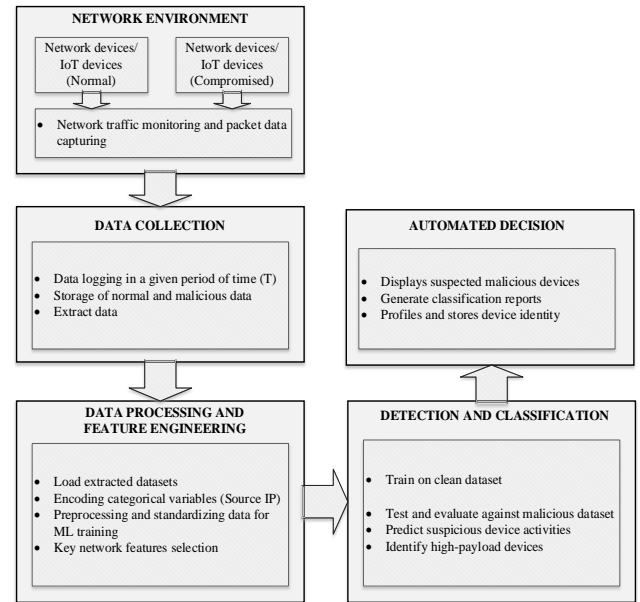 NETWORK ENVIRONMENT
Network devices/
IoT devices
(Normal)
Network devices/
IoT devices
(Compromised)
• Network traffic monitoring and packet data
capturing
DATA COLLECTION
• Data logging in a given period of time (T)
• Storage of normal and malicious data
• Extract data
DATA PROCESSING AND
FEATURE ENGINEERING
• Load extracted datasets
• Encoding categorical variables (Source IP)
• Preprocessing and standardizing data for
ML training
• Key network features selection
DETECTION AND CLASSIFICATION
• Train on clean dataset
• Test and evaluate against malicious dataset
• Predict suspicious device activities
• Identify high-payload devices
AUTOMATED DECISION
• Displays suspected malicious devices
• Generate classification reports
• Profiles and stores device identity